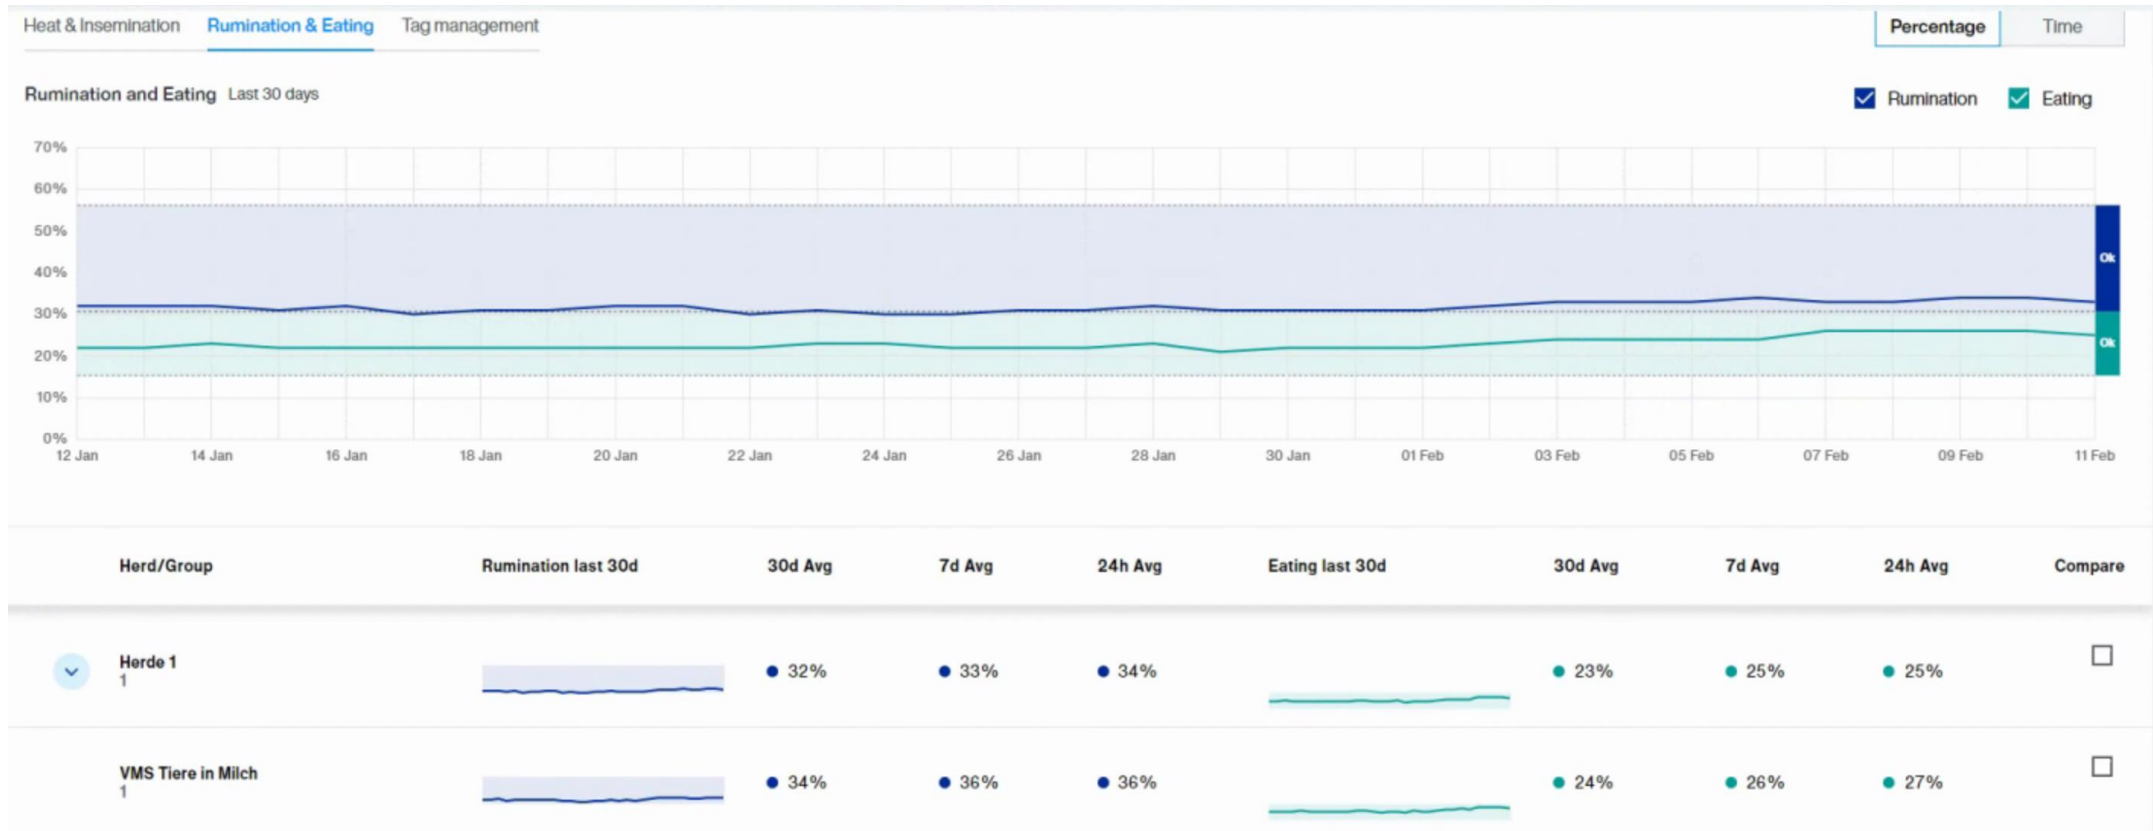 Heat & Insemination Rumination & Eating Tag management Percentage Time
Rumination and Eating Last 30 days Rumination Eating
70%
60%
50%
40%
30%
20%
10%
0%
Ok
Ok
12 Jan 14 Jan 16 Jan 18 Jan 20 Jan 22 Jan 24 Jan 26 Jan 28 Jan 30 Jan 01 Feb 03 Feb 05 Feb 07 Feb 09 Feb 11 Feb
Herd/Group Rumination last 30d 30d Avg 7d Avg 24h Avg Eating last 30d 30d Avg 7d Avg 24h Avg Compare
Herde 1
1
32% 33% 34% 23% 25% 25%
VMS Tiere in Milch
1
34% 36% 36% 24% 26% 27%